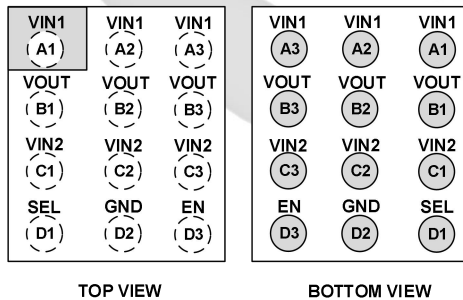 VIN1 VIN1 VIN1
A1 A2 A3
VOUT VOUT VOUT
B1 B2 B3
VIN2 VIN2 VIN2
C1 C2 C3
SEL GND EN
D1 D2 D3
TOP VIEW
VIN1 VIN1 VIN1
A3 A2 A1
VOUT VOUT VOUT
B3 B2 B1
VIN2 VIN2 VIN2
C3 C2 C1
EN GND SEL
D3 D2 D1
BOTTOM VIEW